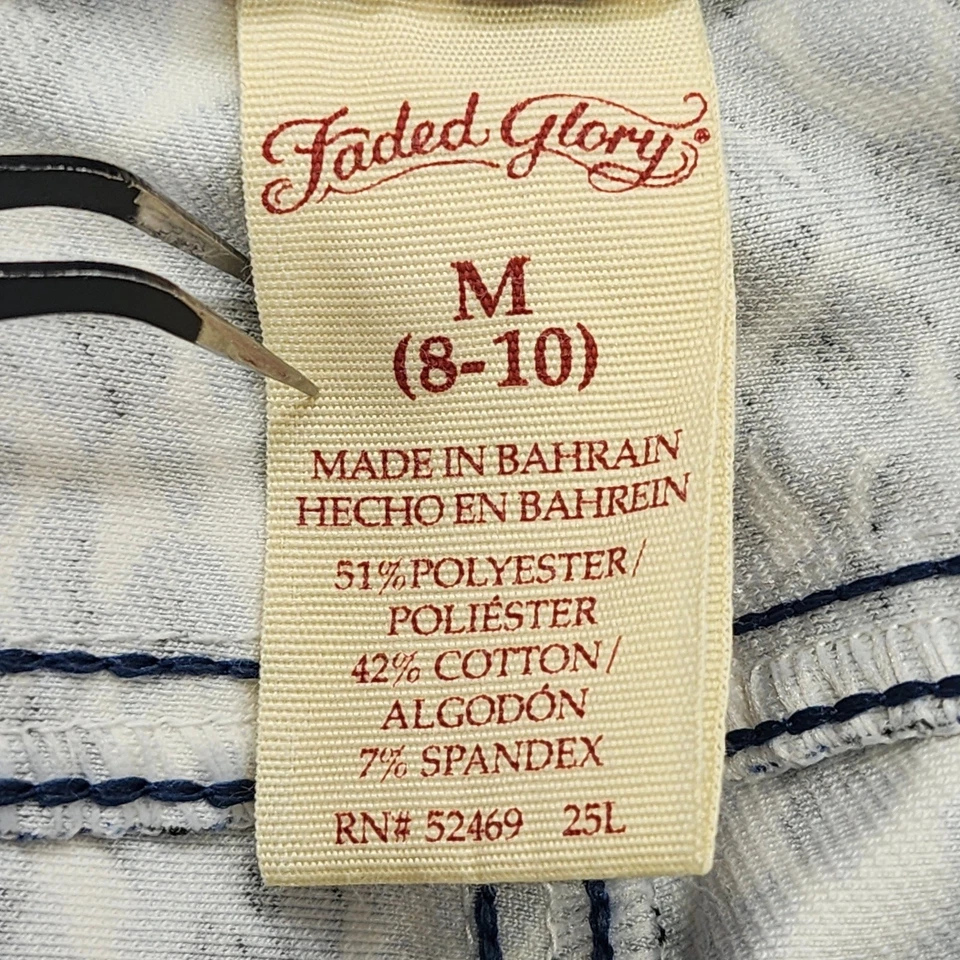 Faded Glory®
M
(8-10)
MADE IN BAHRAIN
HECHO EN BAHREIN
51% POLYESTER/
POLIÉSTER
42% COTTON/
ALGODÓN
7% SPANDEX
RN# 52469 25L